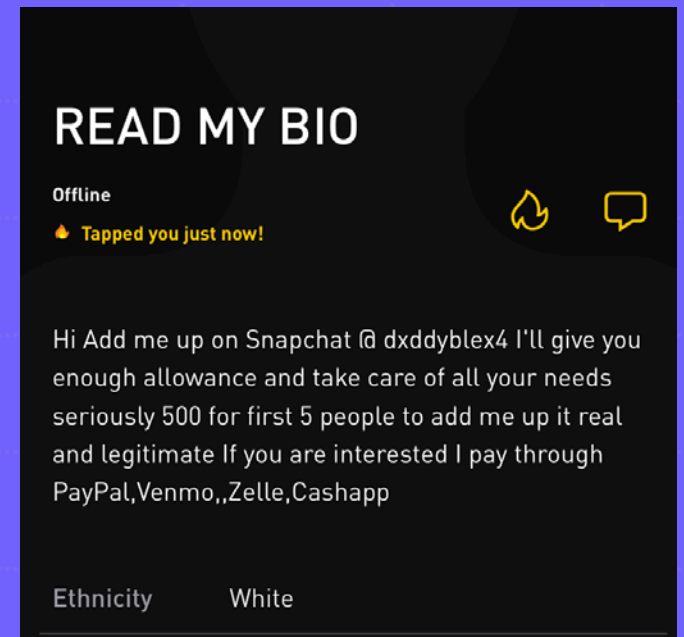 READ MY BIO
Offline
🔥 Tapped you just now!
Hi Add me up on Snapchat @ dxddyblex4 I'll give you
enough allowance and take care of all your needs
seriously 500 for first 5 people to add me up it real
and legitimate If you are interested I pay through
PayPal,Venmo,,Zelle,Cashapp
Ethnicity White